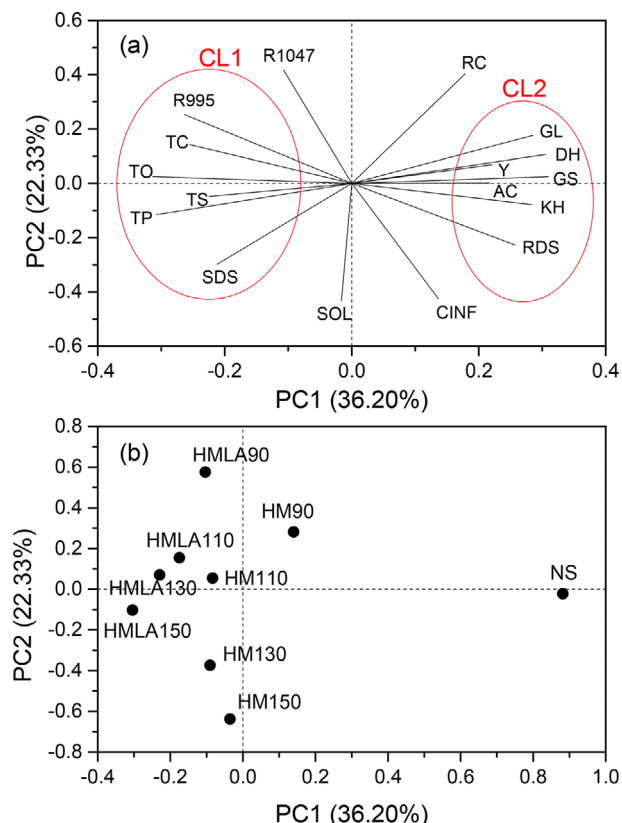 (a)
CL1
R1047
RC
CL2
R995
TC
GL
DH
TO
Y
GS
TS
AC
TP
KH
SDS
RDS
SOL
CINF
0.6
0.4
0.2
0.0
-0.2
-0.4
-0.6
PC2 (22.33%)
-0.4 -0.2 0.0 0.2 0.4
PC1 (36.20%)
(b)
HMLA90
HM90
HMLA110
HM110
NS
HMLA130
HMLA150
HM130
HM150
0.8
0.6
0.4
0.2
0.0
-0.2
-0.4
-0.6
-0.8
PC2 (22.33%)
-0.4 -0.2 0.0 0.2 0.4 0.6 0.8 1.0
PC1 (36.20%)